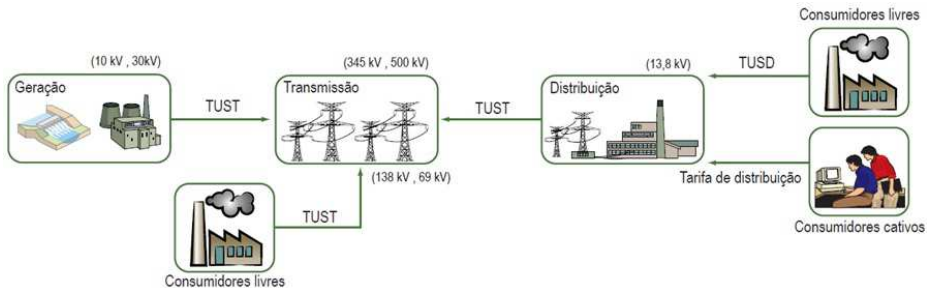 Consumidores livres
(10 kV , 30kV)
(345 kV , 500 kV)
(13,8 kV)
TUSD
Geração
TUST
Transmissão
TUST
Distribuição
(138 kV , 69 kV)
Tarifa de distribuição
TUST
Consumidores cativos
Consumidores livres